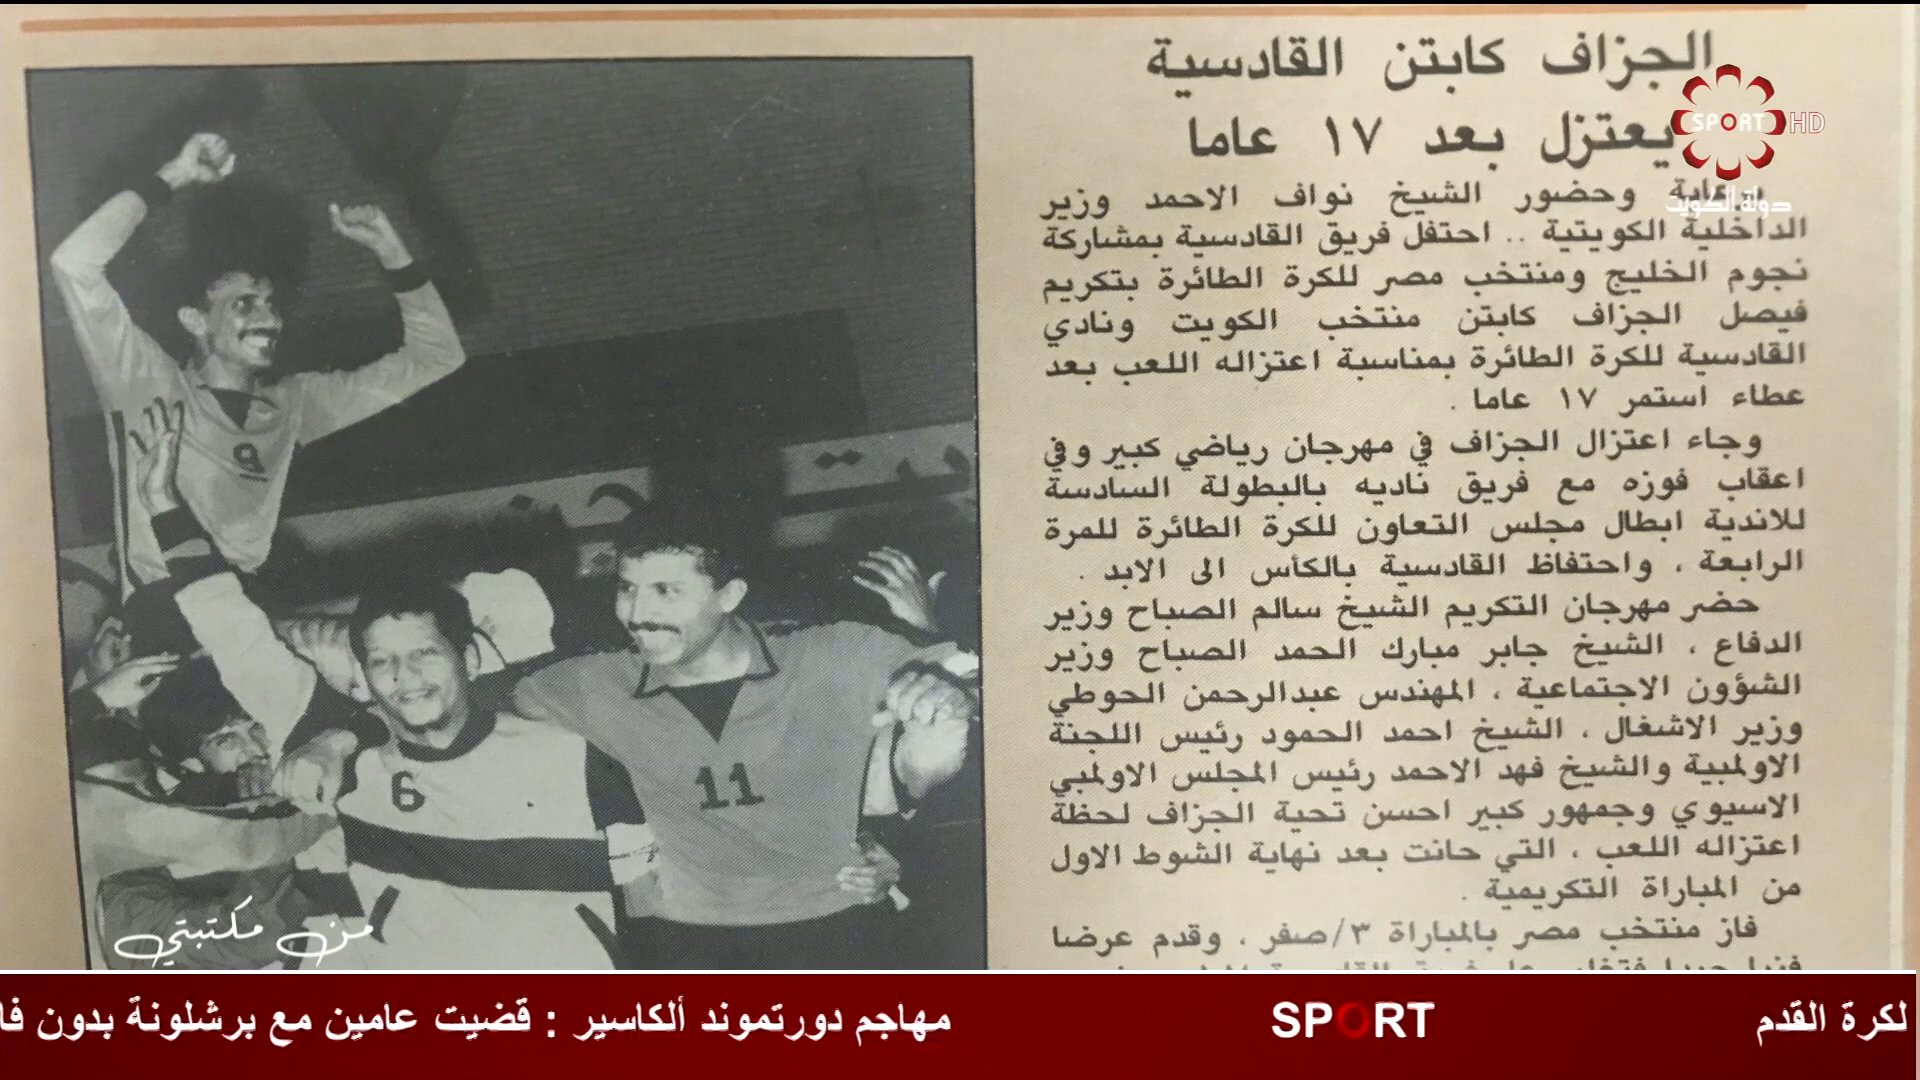 الجزاف كابتن القادسية
يعتزل بعد ١٧ عاما
وحضور الشيخ نواف الاحمد وزير
الداخلية الكويتية .. احتفل فريق القادسية بمشاركة
نجوم الخليج ومنتخب مصر للكرة الطائرة بتكريم
فيصل الجزاف كابتن منتخب الكويت ونادي
القادسية للكرة الطائرة بمناسبة اعتزاله اللعب بعد
عطاء استمر ١٧ عاما .
وجاء اعتزال الجزاف في مهرجان رياضي كبير وفي
اعقاب فوزه مع فريق ناديه بالبطولة السادسة
للاندية ابطال مجلس التعاون للكرة الطائرة للمرة
الرابعة ، واحتفاظ القادسية بالكأس الى الابد .
حضر مهرجان التكريم الشيخ سالم الصباح وزير
الدفاع ، الشيخ جابر مبارك الحمد الصباح وزير
الشؤون الاجتماعية ، المهندس عبدالرحمن الحوطي
وزير الاشغال ، الشيخ احمد الحمود رئيس اللجنة
الاولمبية والشيخ فهد الاحمد رئيس المجلس الاولمبي
الاسيوي وجمهور كبير احسن تحية الجزاف لحظة
اعتزاله اللعب ، التي حانت بعد نهاية الشوط الاول
من المباراة التكريمية .
فاز منتخب مصر بالمباراة ٣/صفر ، وقدم عرضا
SPORT HD
دولة الكويت
9
6
11
من مكتبتي
لكرة القدم SPORT مهاجم دورتموند ألكاسير : قضيت عامين مع برشلونة بدون فا